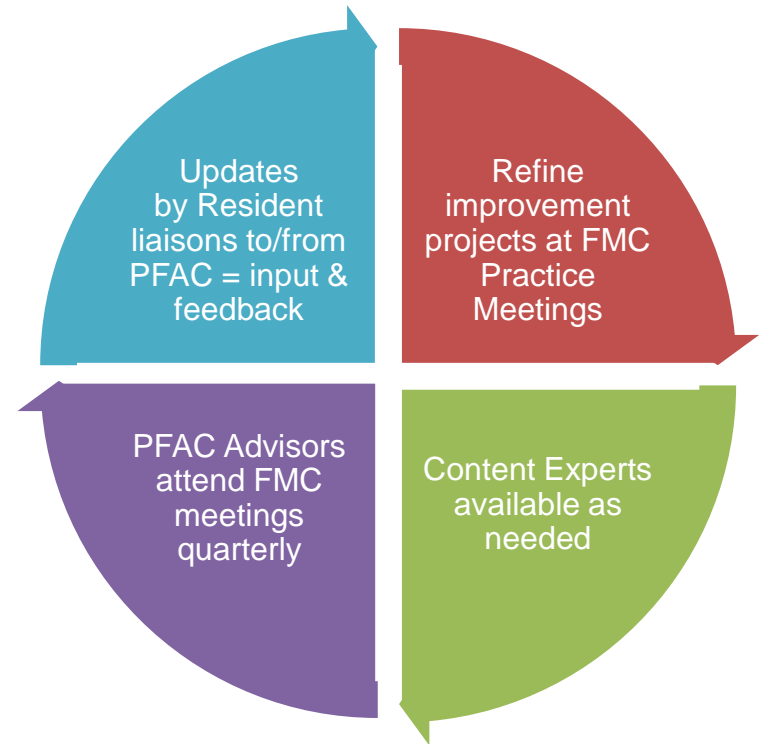 Updates
by Resident
liaisons to/from
PFAC = input &
feedback
Refine
improvement
projects at FMC
Practice
Meetings
PFAC Advisors
attend FMC
meetings
quarterly
Content Experts
available as
needed